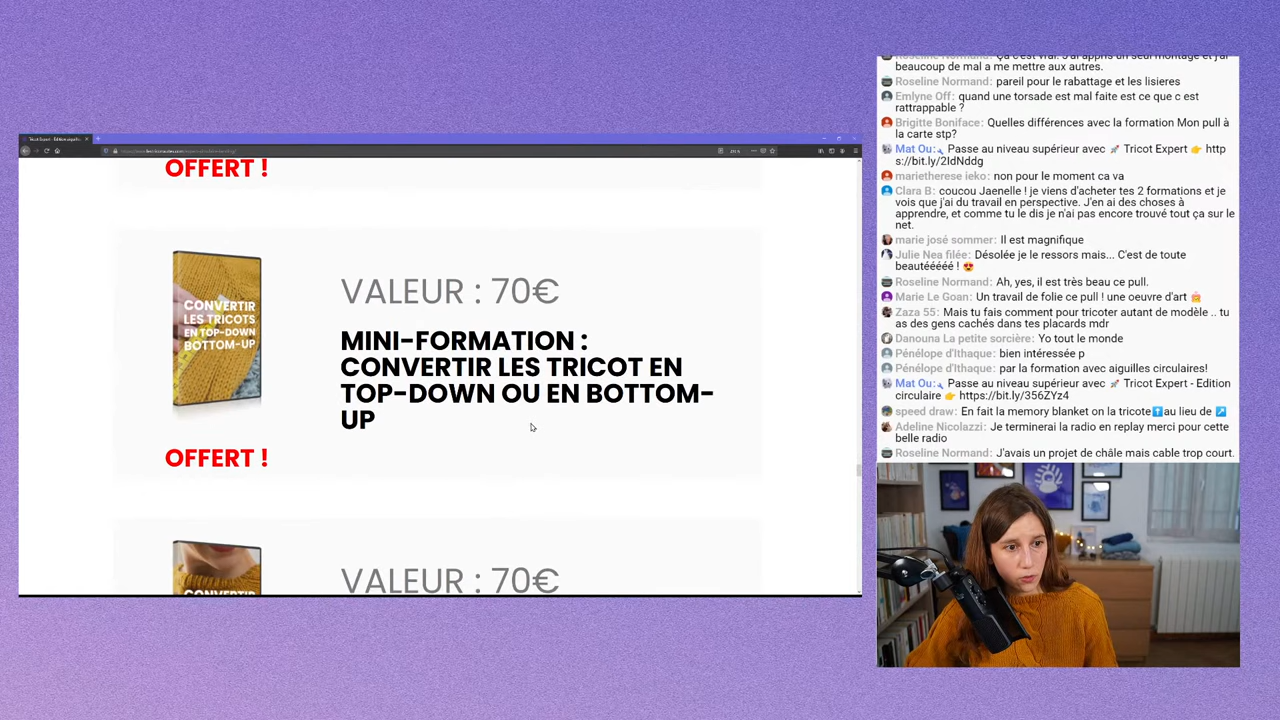 OFFERT !
CONVERTIR
LES TRICOTS
EN TOP-DOWN
BOTTOM-UP
VALEUR : 70€
MINI-FORMATION :
CONVERTIR LES TRICOT EN
TOP-DOWN OU EN BOTTOM-
UP
OFFERT !
VALEUR : 70€
beaucoup de mal a me mettre aux autres.
Roseline Normand: pareil pour le rabattage et les lisieres
Emlyne Off: quand une torsade est mal faite est ce que c est
rattrappable ?
Brigitte Boniface: Quelles différences avec la formation Mon pull à
la carte stp?
Mat Ou: Passe au niveau supérieur avec 🚀 Tricot Expert 👉 http
s://bit.ly/2IdNddg
marietherese ieko: non pour le moment ca va
Clara B: coucou Jaenelle ! je viens d'acheter tes 2 formations et je
vois que j'ai du travail en perspective. J'en ai des choses à
apprendre, et comme tu le dis je n'ai pas encore trouvé tout ça sur le
net.
marie josé sommer: Il est magnifique
Julie Nea filée: Désolée je le ressors mais... C'est de toute
beautééééé ! 😍
Roseline Normand: Ah, yes, il est très beau ce pull.
Marie Le Goan: Un travail de folie ce pull ! une oeuvre d'art
Zaza 55: Mais tu fais comment pour tricoter autant de modèle .. tu
as des gens cachés dans tes placards mdr
Danouna La petite sorcière: Yo tout le monde
Pénélope d'Ithaque: bien intéressée p
Pénélope d'Ithaque: par la formation avec aiguilles circulaires!
Mat Ou: Passe au niveau supérieur avec 🚀 Tricot Expert - Edition
circulaire 👉 https://bit.ly/356ZYz4
speed draw: En fait la memory blanket on la tricote⬆️au lieu de ↗️
Adeline Nicolazzi: Je terminerai la radio en replay merci pour cette
belle radio
Roseline Normand: J'avais un projet de châle mais cable trop court.